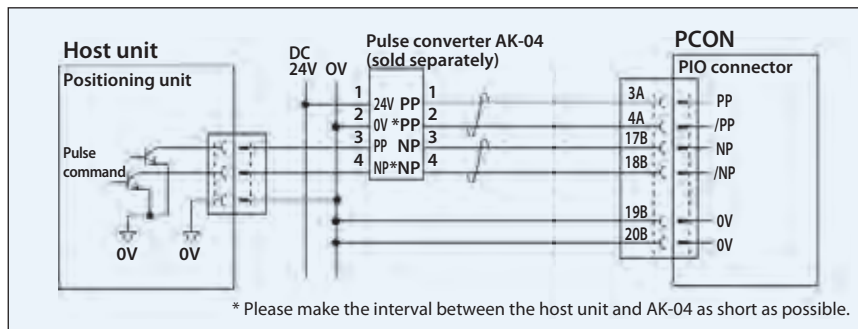 Host unit
Positioning unit
Pulse
command
0V
0V
DC
24V
OV
Pulse converter AK-04
(sold separately)
1 24V PP 1
2 0V *PP 2
3 PP NP 3
4 NP *NP 4
PCON
PIO connector
3A PP
4A /PP
17B NP
18B /NP
19B 0V
20B 0V
* Please make the interval between the host unit and AK-04 as short as possible.